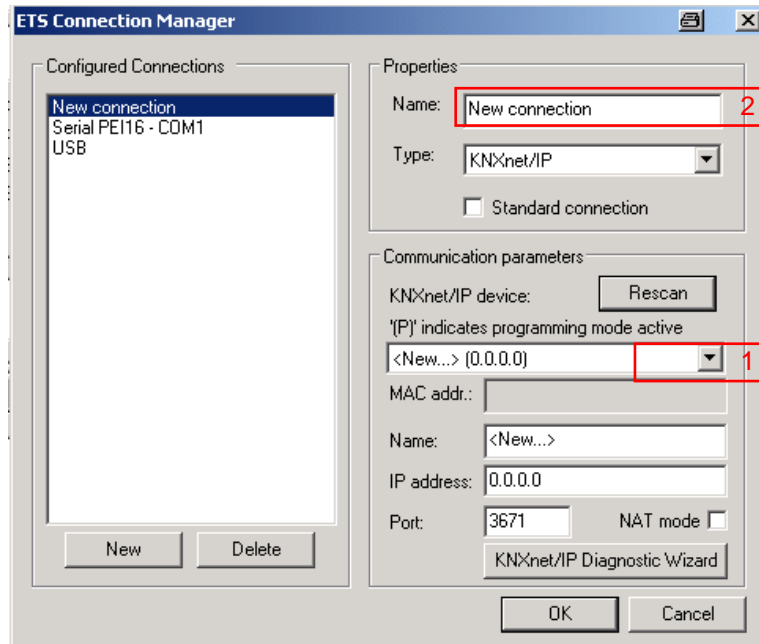 ETS Connection Manager
Configured Connections
New connection
Serial PEI16 - COM1
USB
New
Delete
Properties
Name:
New connection
2
Type:
KNXnet/IP
Standard connection
Communication parameters
KNXnet/IP device:
Rescan
'(P)' indicates programming mode active
<New...> (0.0.0.0)
1
MAC addr.:
Name:
<New...>
IP address:
0.0.0.0
Port:
3671
NAT mode
KNXnet/IP Diagnostic Wizard
OK
Cancel